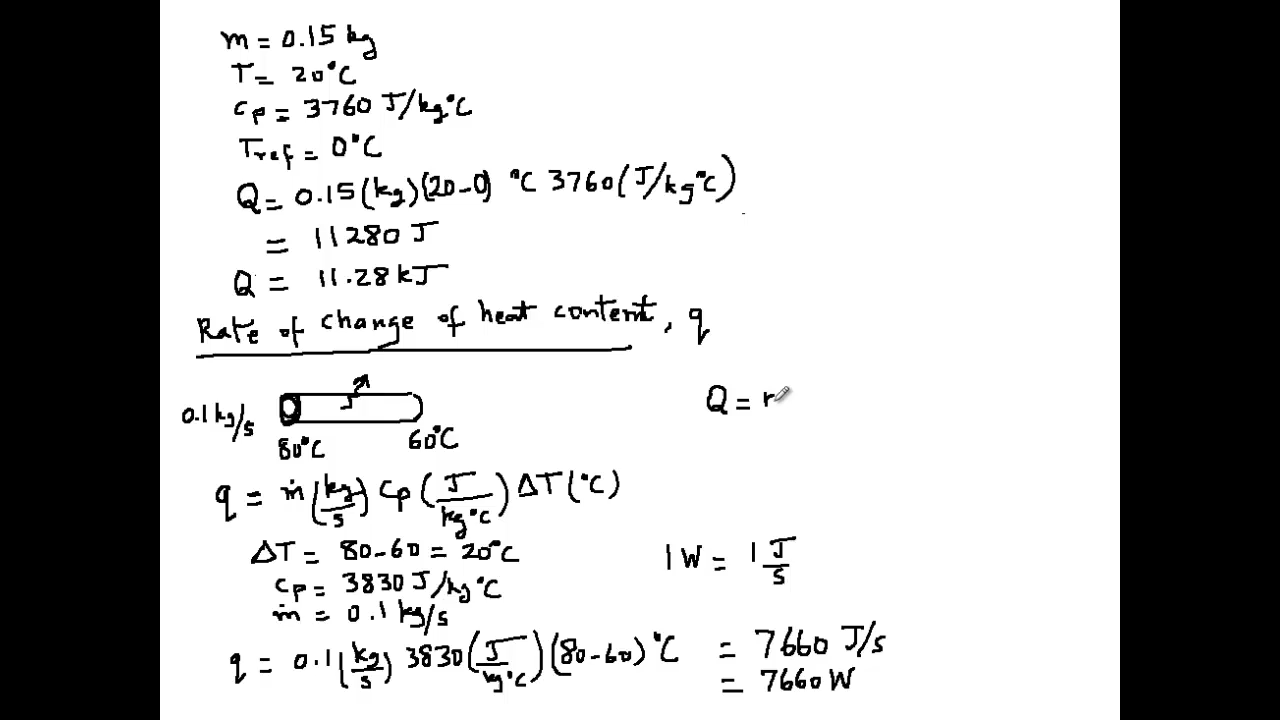 m = 0.15 kg
T = 20°C
cp = 3760 J/kg°C
Tref = 0°C
Q = 0.15(kg)(20-0) °C 3760(J/kg°C)
= 11280 J
Q = 11.28 kJ
Rate of change of heat content, q
0.1 kg/s
80°C
60°C
Q =
q = ṁ(kg/s) cp(J/kg°C) ΔT(°C)
ΔT = 80-60 = 20°C
1 W = 1 J/s
cp = 3830 J/kg°C
ṁ = 0.1 kg/s
q = 0.1(kg/s) 3830(J/kg°C)(80-60)°C = 7660 J/s
= 7660 W